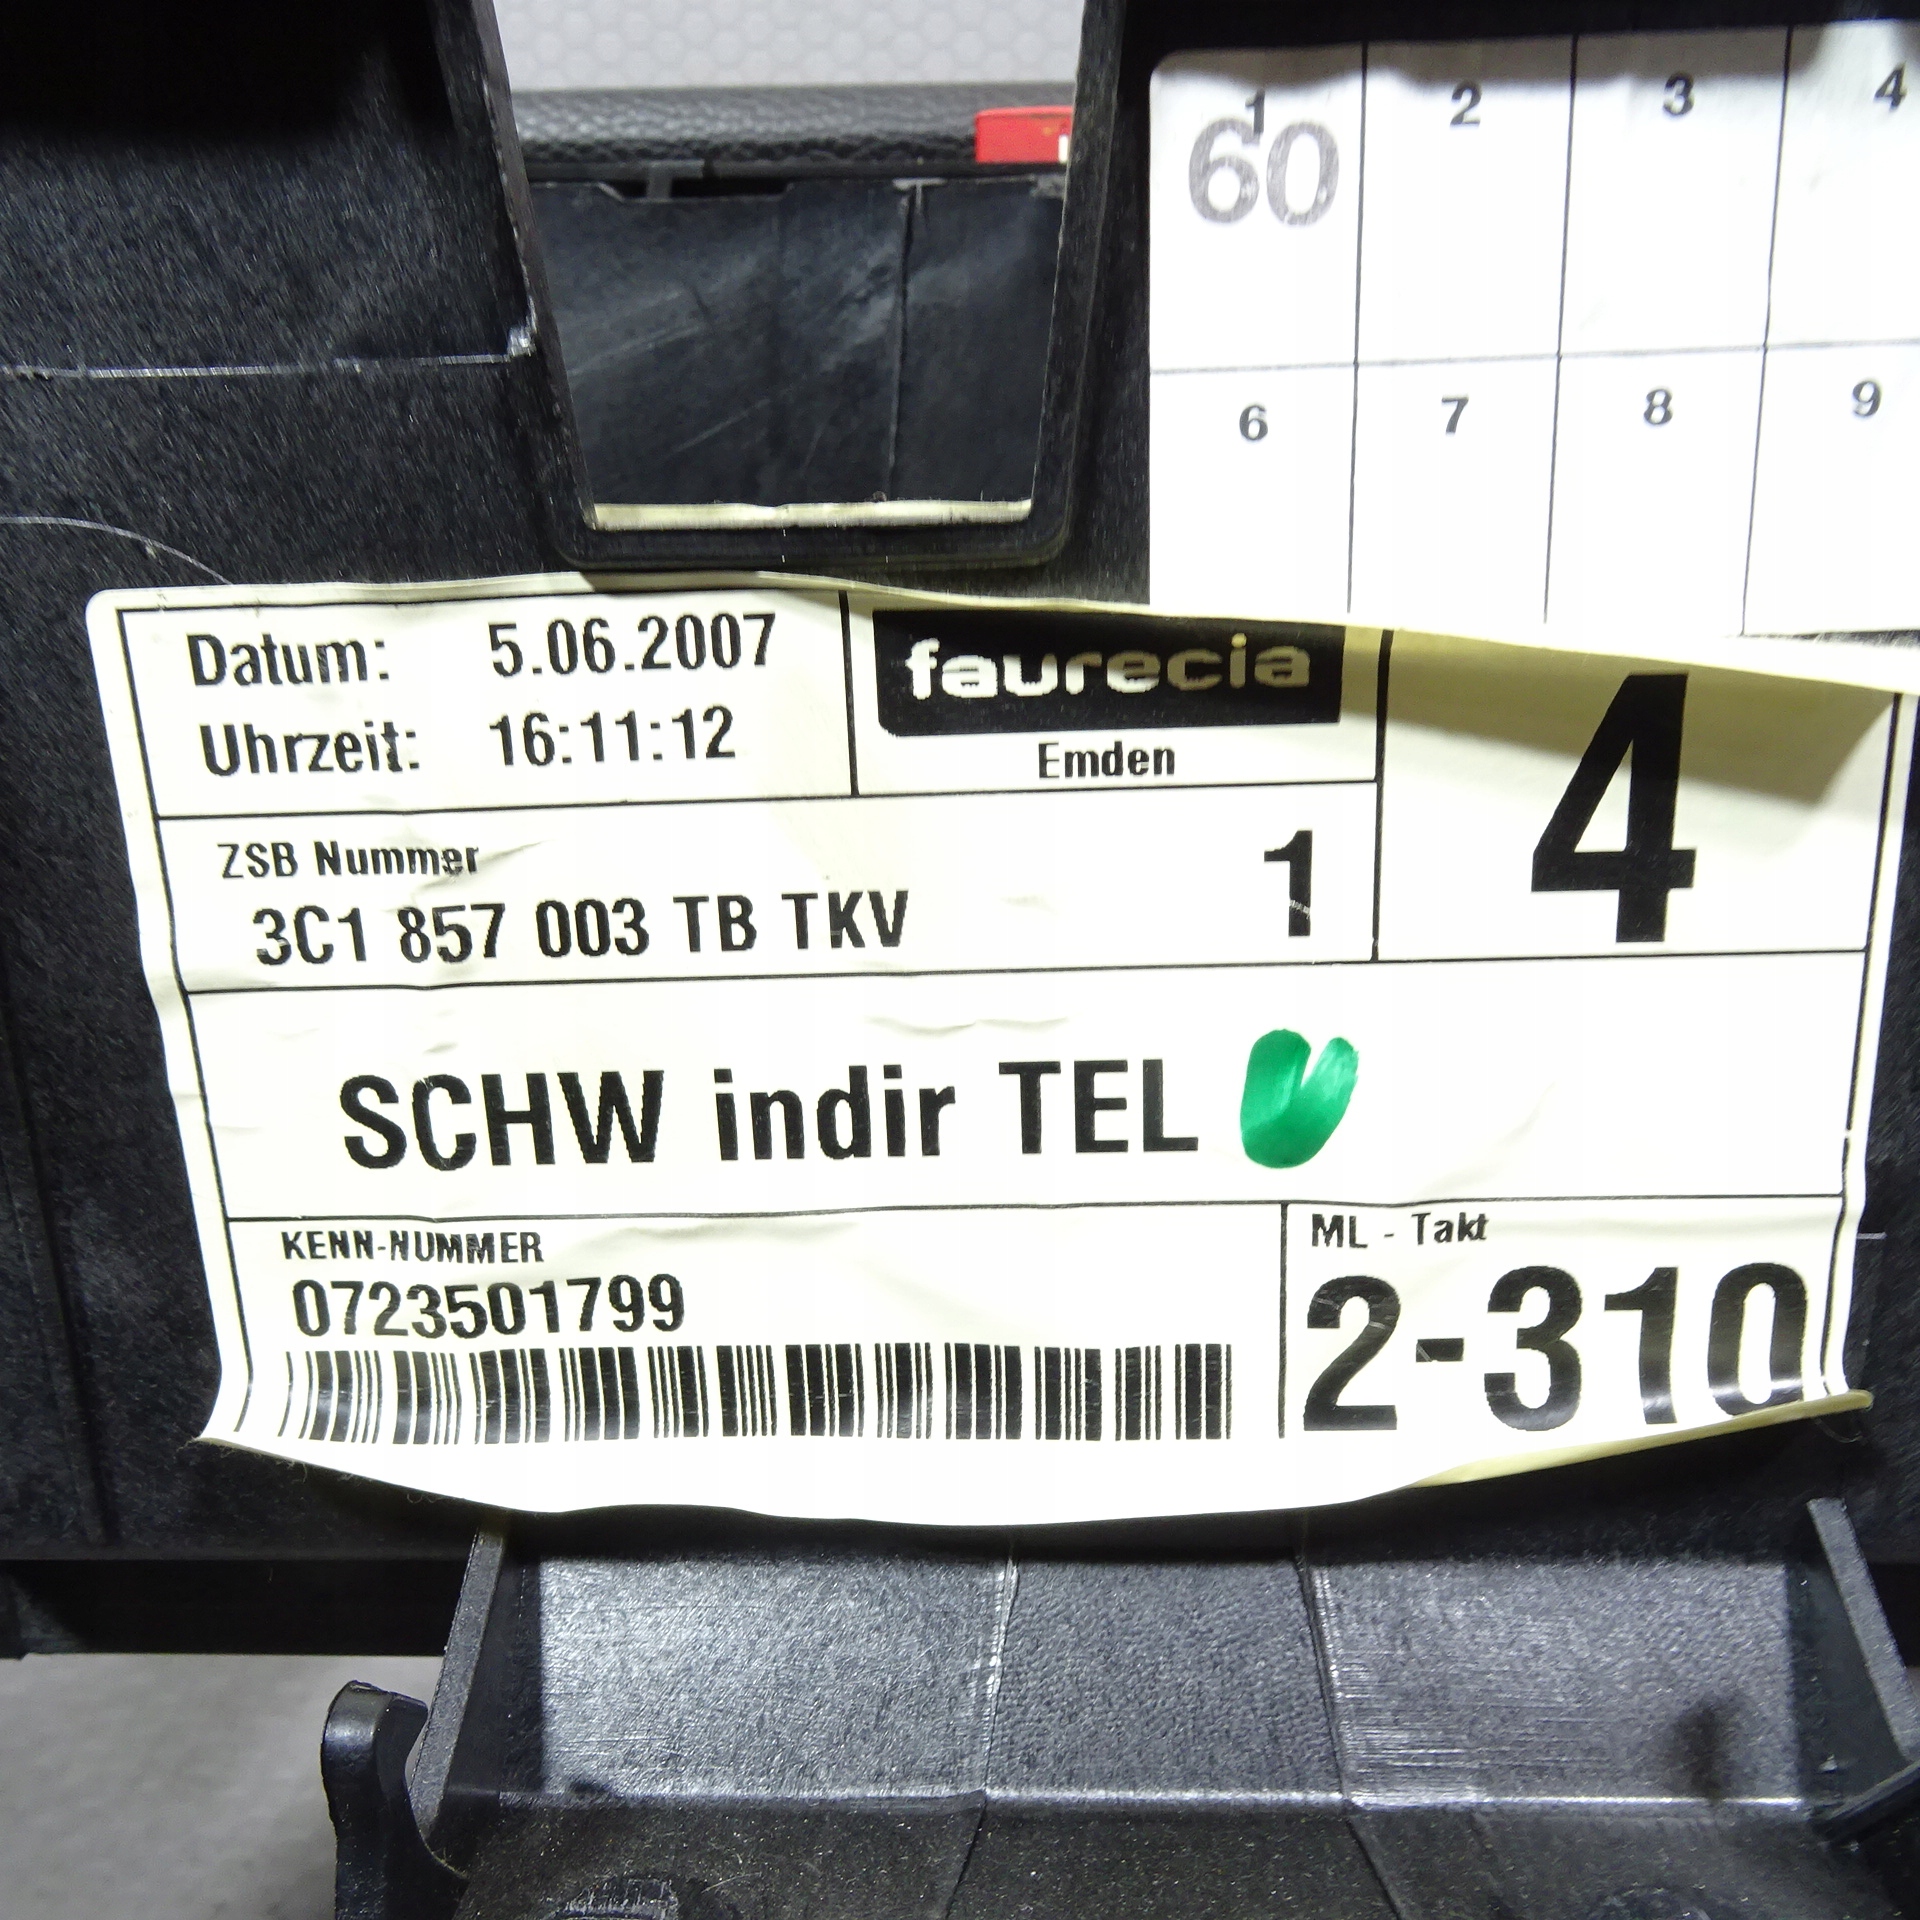 1 2 3 4
60
6 7 8 9
Datum: 5.06.2007
Uhrzeit: 16:11:12
faurecia
Emden
4
ZSB Nummer
3C1 857 003 TB TKV
1
SCHW indir TEL
KENN-NUMMER
0723501799
ML - Takt
2-310